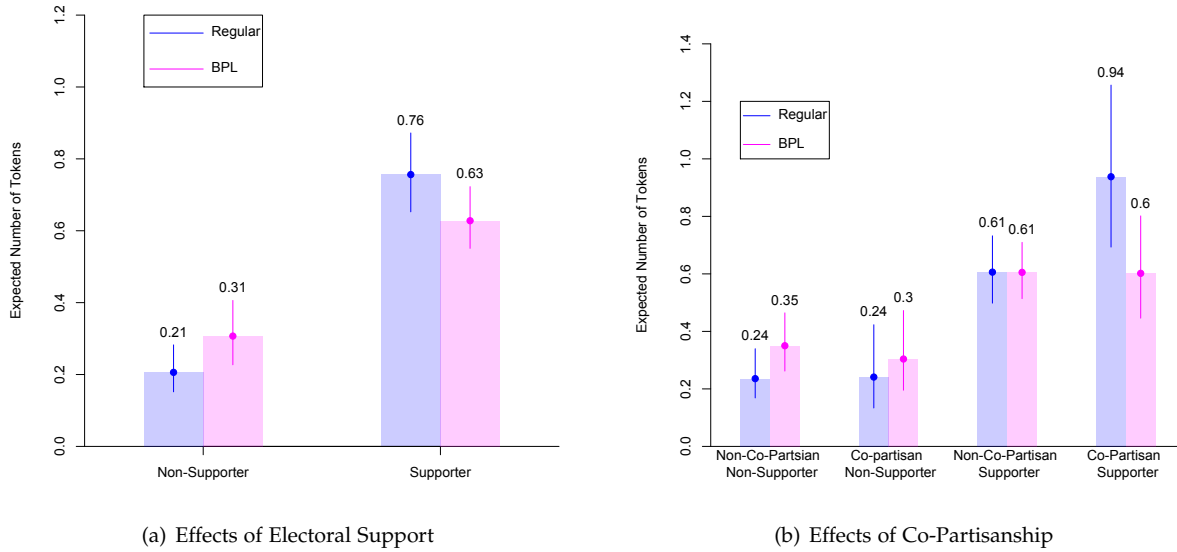 Expected Number of Tokens
0.0
0.2
0.4
0.6
0.8
1.0
1.2
Regular
BPL
0.21
0.31
0.76
0.63
Non-Supporter
Supporter
(a) Effects of Electoral Support
Expected Number of Tokens
0.0
0.2
0.4
0.6
0.8
1.0
1.2
1.4
Regular
BPL
0.24
0.35
0.24
0.3
0.61
0.61
0.94
0.6
Non-Co-Partsian
Non-Supporter
Co-partisan
Non-Supporter
Non-Co-Partisan
Supporter
Co-Partisan
Supporter
(b) Effects of Co-Partisanship